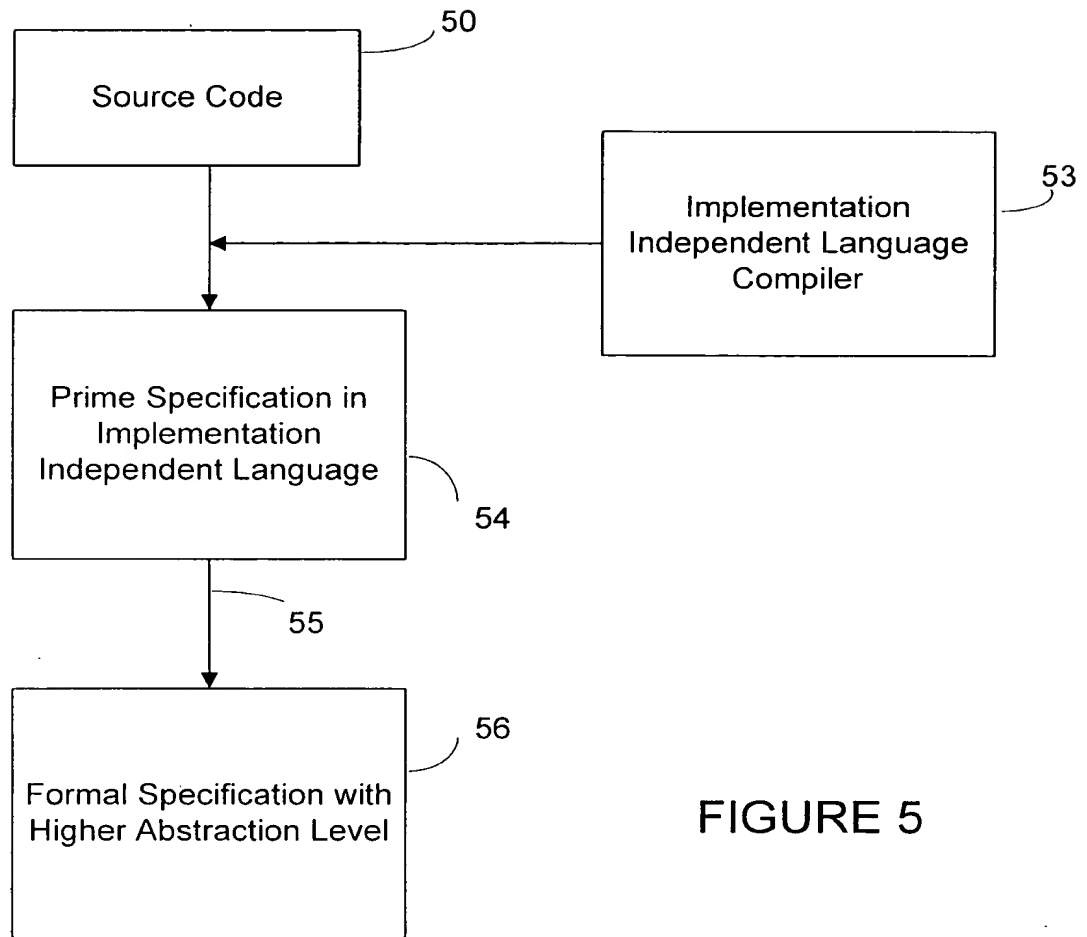 50
Source Code
53
Implementation
Independent Language
Compiler
Prime Specification in
Implementation
Independent Language
54
55
56
Formal Specification with
Higher Abstraction Level
FIGURE 5